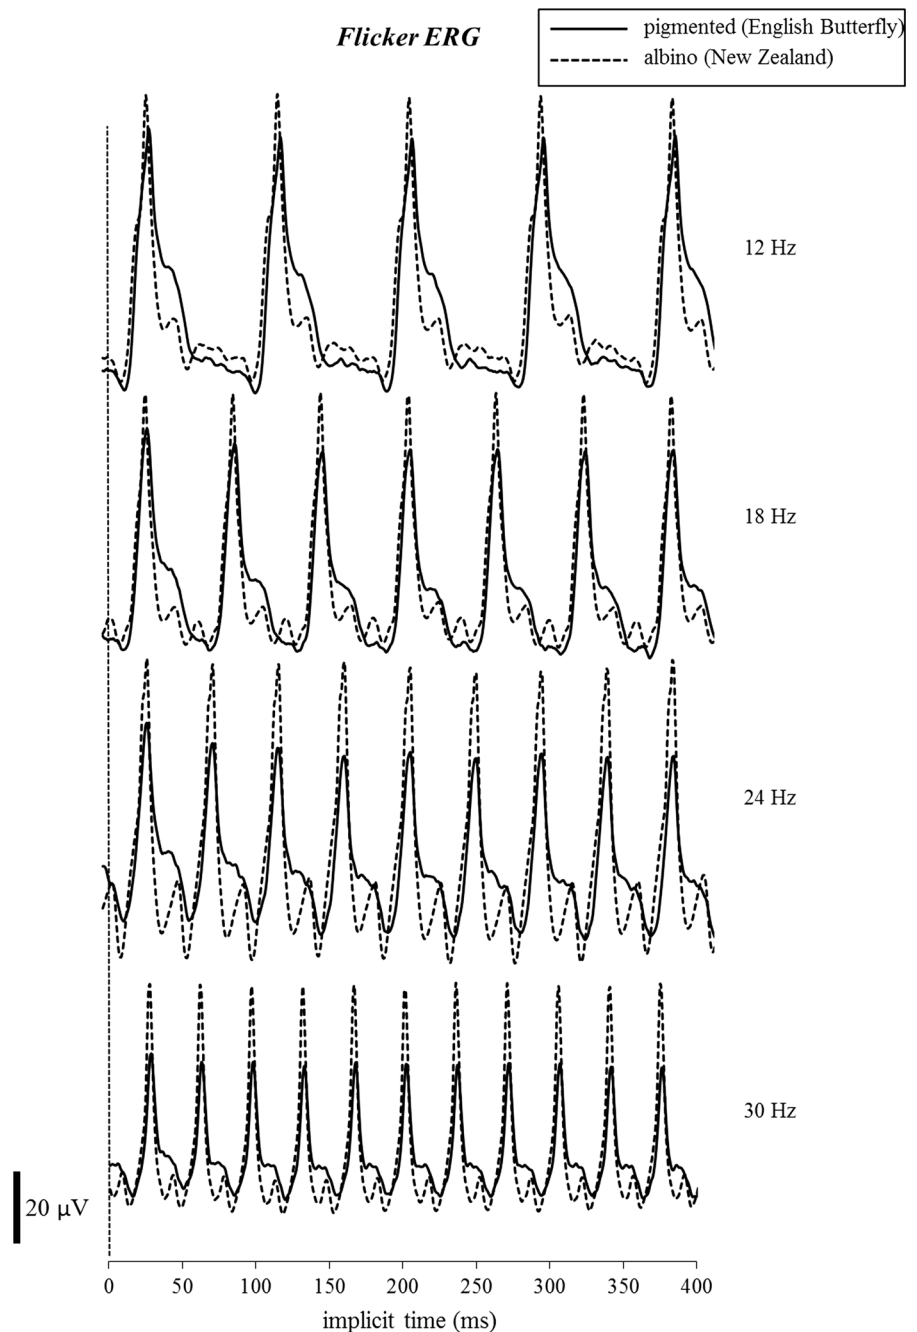 Flicker ERG
pigmented (English Butterfly)
albino (New Zealand)
12 Hz
18 Hz
24 Hz
30 Hz
20 µV
0 50 100 150 200 250 300 350 400
implicit time (ms)